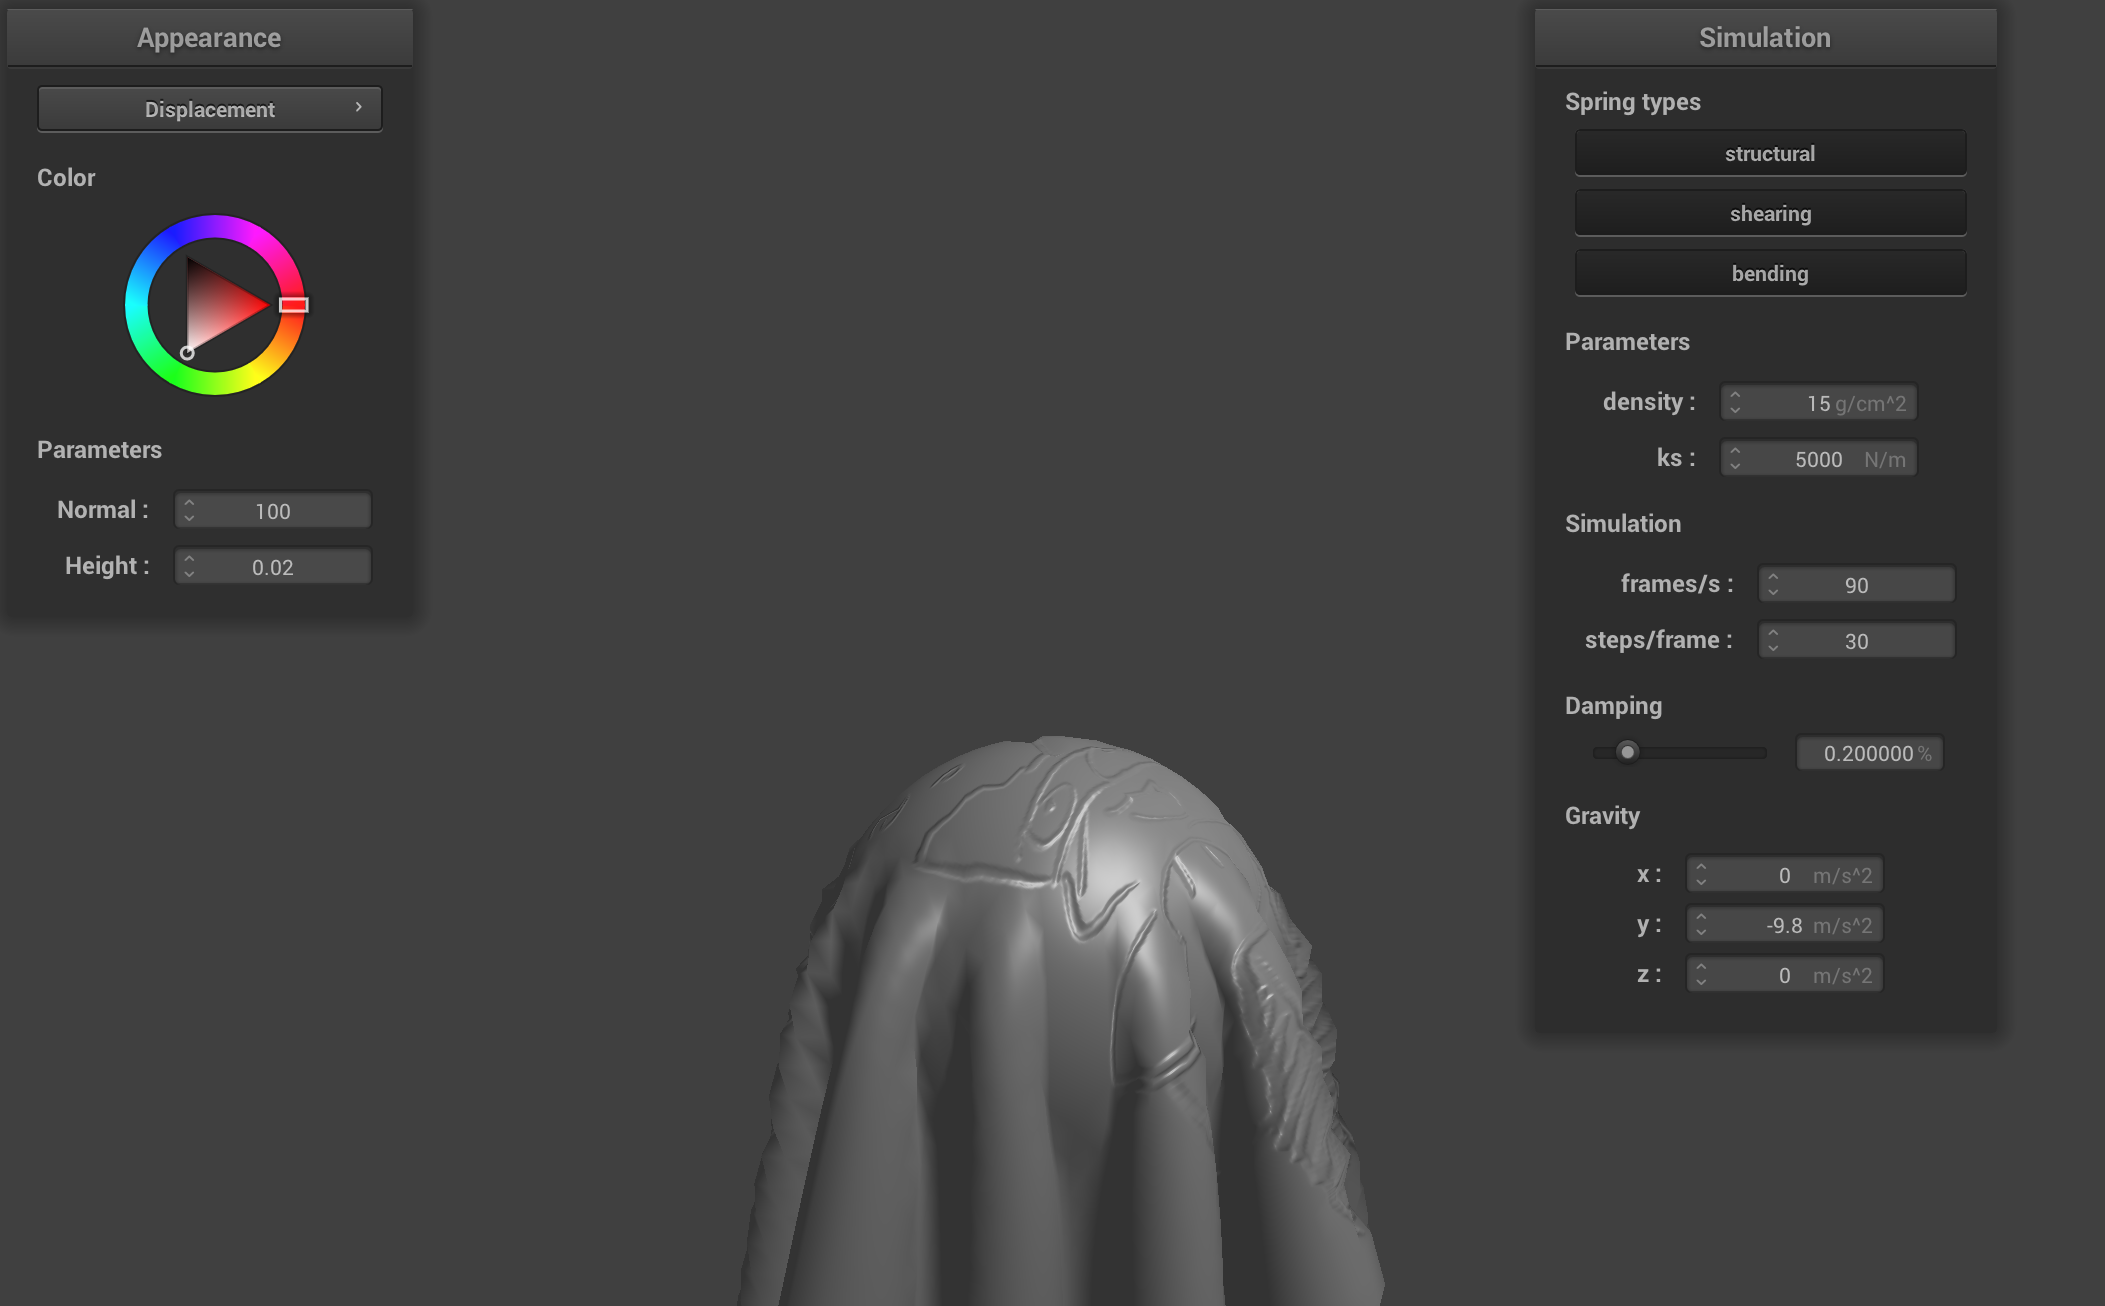 Appearance
Displacement
Color
Parameters
Normal : 100
Height : 0.02
Simulation
Spring types
structural
shearing
bending
Parameters
density : 15 g/cm^2
ks : 5000 N/m
Simulation
frames/s : 90
steps/frame : 30
Damping
0.200000 %
Gravity
x : 0 m/s^2
y : -9.8 m/s^2
z : 0 m/s^2